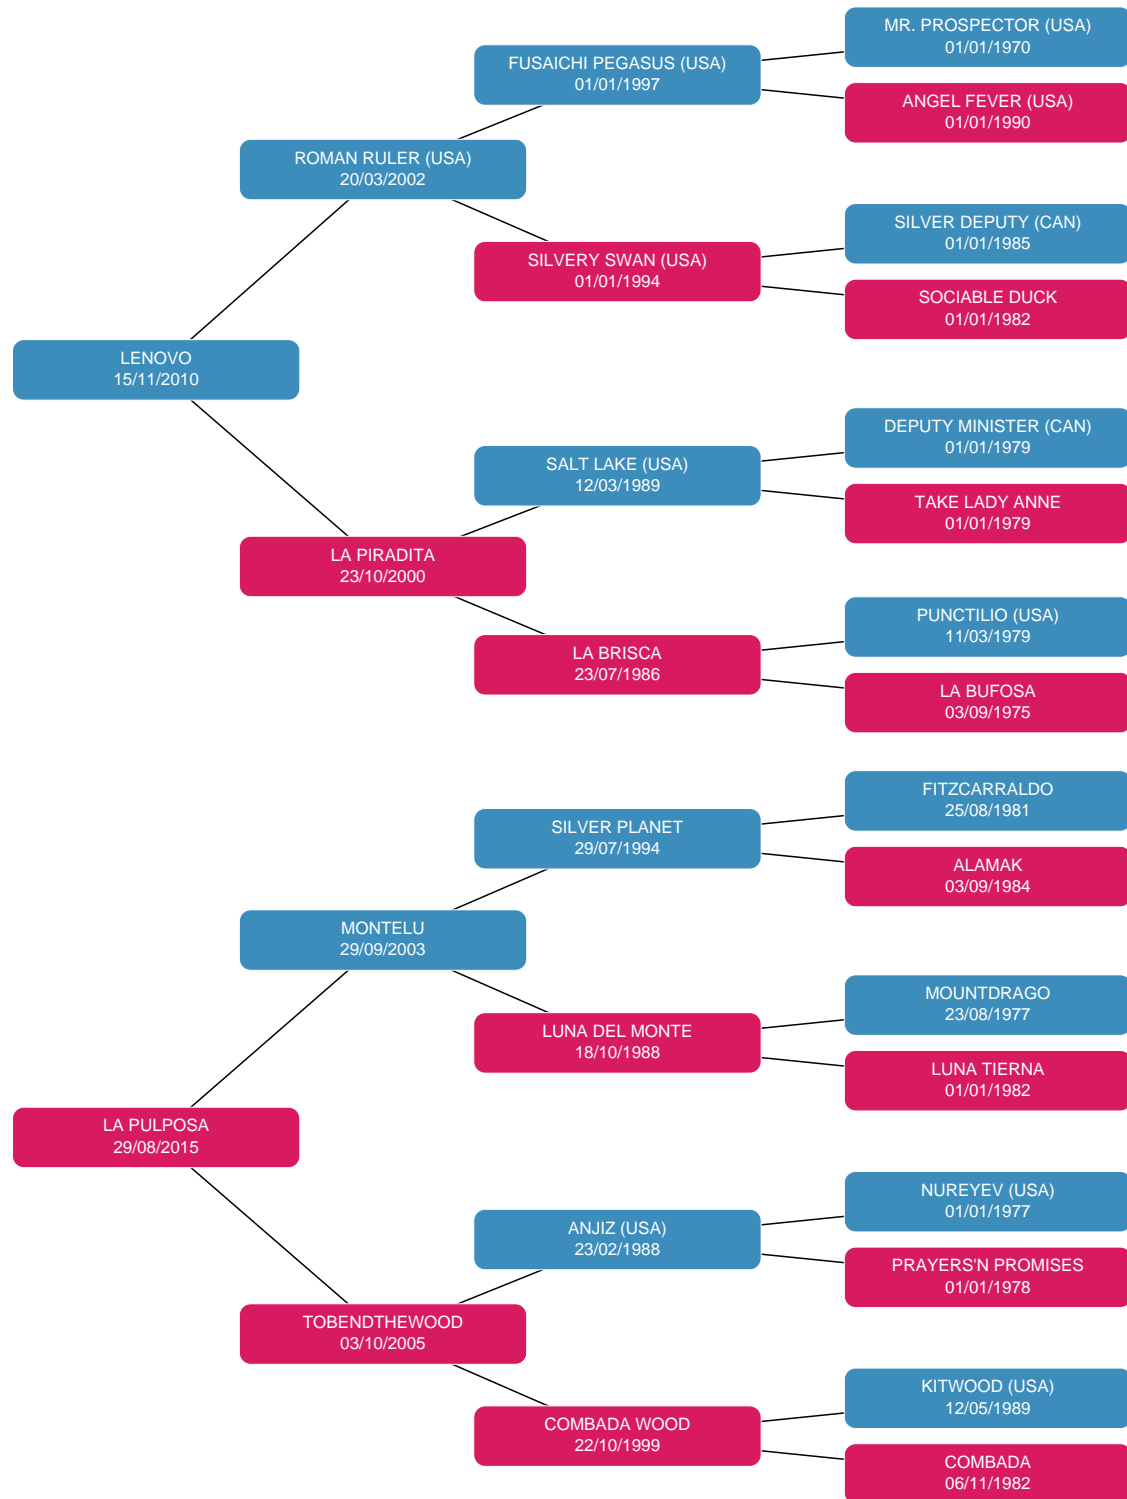 MR. PROSPECTOR (USA)
01/01/1970
FUSAICHI PEGASUS (USA)
01/01/1997
ANGEL FEVER (USA)
01/01/1990
ROMAN RULER (USA)
20/03/2002
SILVER DEPUTY (CAN)
01/01/1985
SILVERY SWAN (USA)
01/01/1994
SOCIABLE DUCK
01/01/1982
LENOVO
15/11/2010
DEPUTY MINISTER (CAN)
01/01/1979
SALT LAKE (USA)
12/03/1989
TAKE LADY ANNE
01/01/1979
LA PIRADITA
23/10/2000
PUNCTILIO (USA)
11/03/1979
LA BRISCA
23/07/1986
LA BUFOSA
03/09/1975
FITZCARRALDO
25/08/1981
SILVER PLANET
29/07/1994
ALAMAK
03/09/1984
MONTELU
29/09/2003
MOUNTDRAGO
23/08/1977
LUNA DEL MONTE
18/10/1988
LUNA TIERNA
01/01/1982
LA PULPOSA
29/08/2015
NUREYEV (USA)
01/01/1977
ANJIZ (USA)
23/02/1988
PRAYERS'N PROMISES
01/01/1978
TOBENDTHEWOOD
03/10/2005
KITWOOD (USA)
12/05/1989
COMBADA WOOD
22/10/1999
COMBADA
06/11/1982